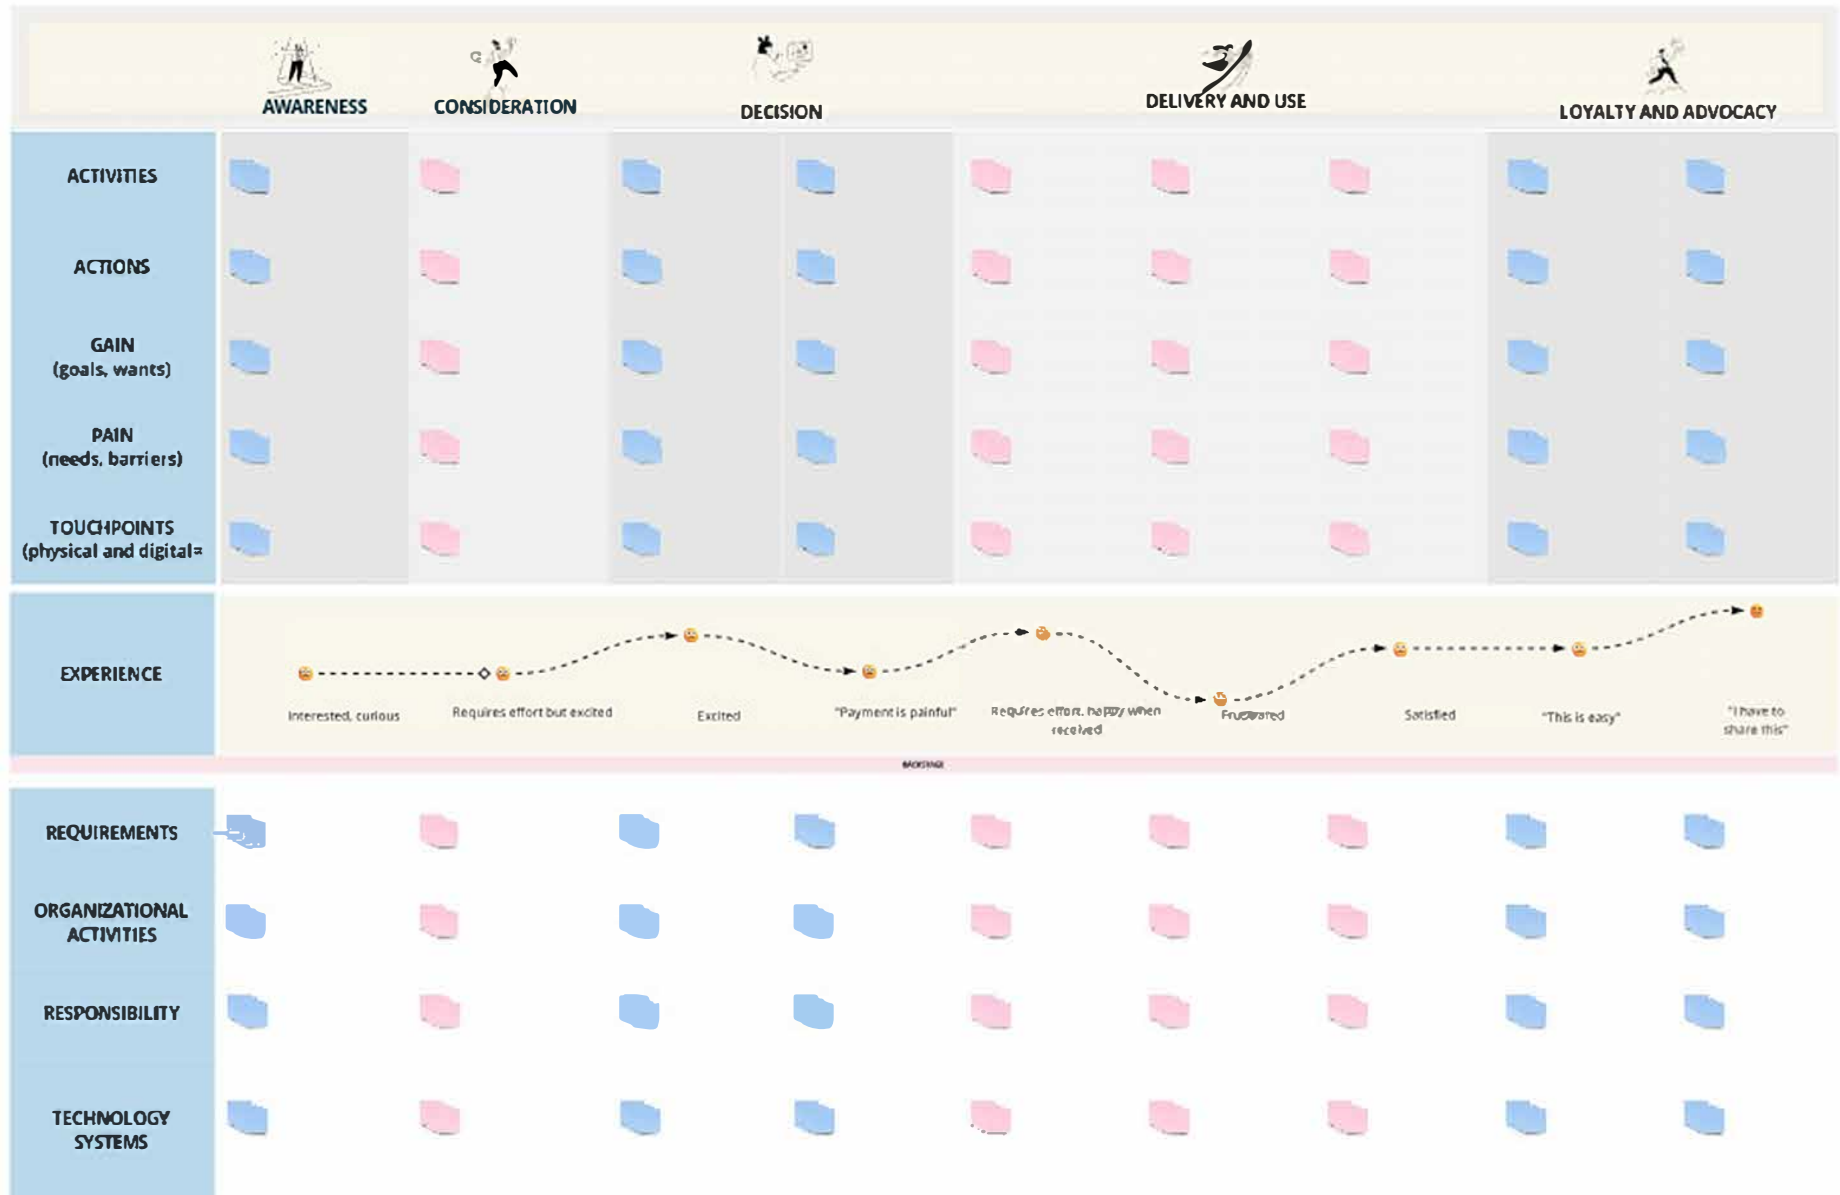 AWARENESS
CONSIDERATION
DECISION
DELIVERY AND USE
LOYALTY AND ADVOCACY
ACTIVITIES
ACTIONS
GAIN
(goals, wants)
PAIN
(needs, barriers)
TOUCHPOINTS
(physical and digital=
EXPERIENCE
Interested, curious
Requires effort but excited
Excited
"Payment is painful"
Requires effort, happy when
received
Frustrated
Satisfied
"This is easy"
"I have to
share this"
BACKSTAGE
REQUIREMENTS
ORGANIZATIONAL
ACTIVITIES
RESPONSIBILITY
TECHNOLOGY
SYSTEMS